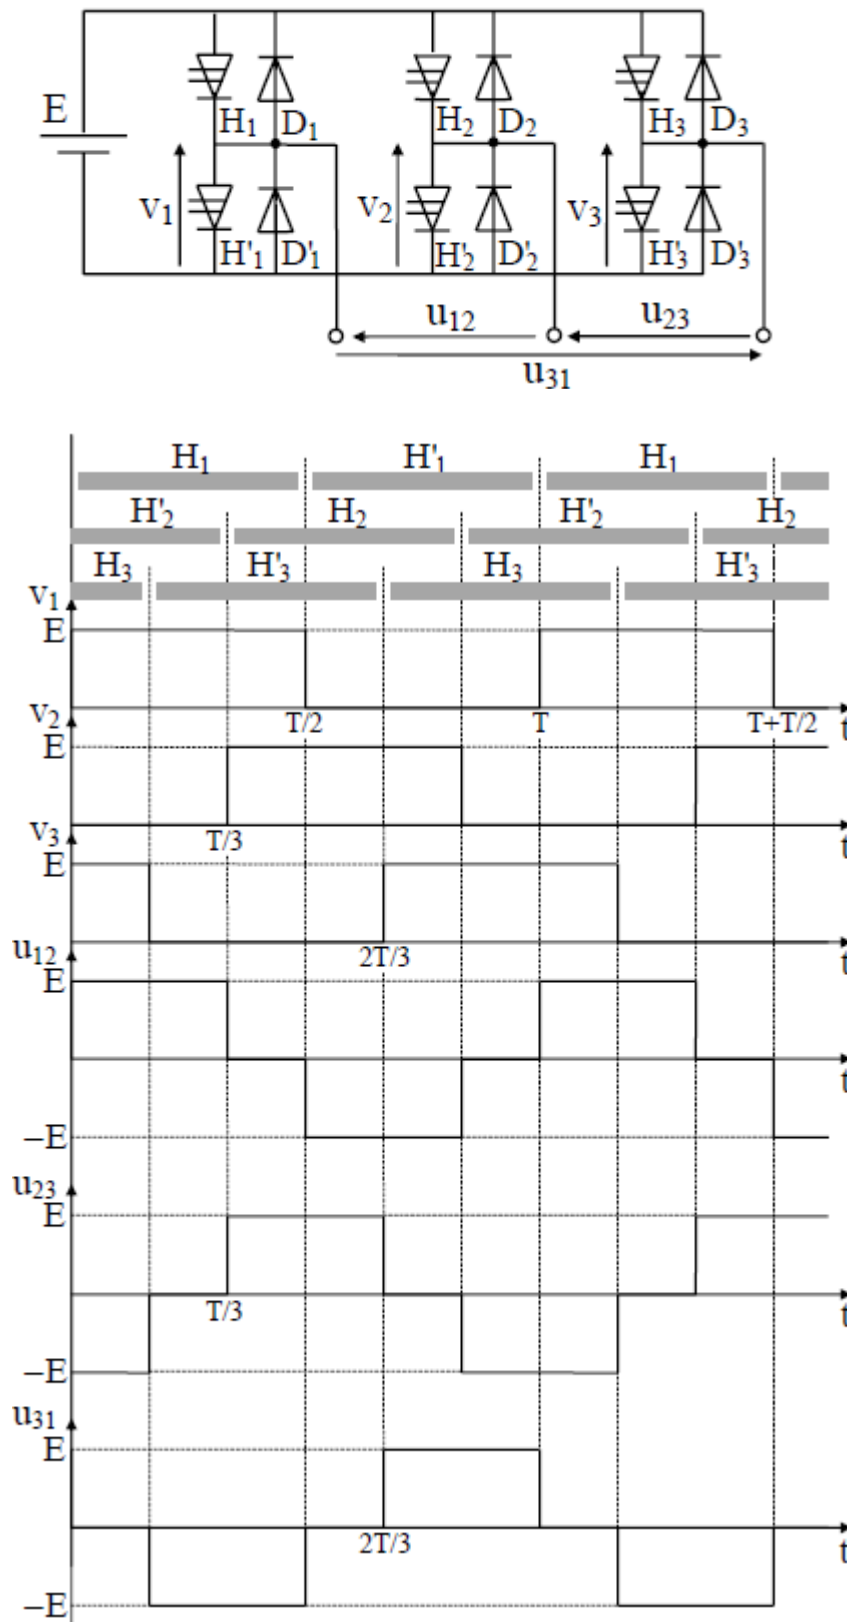 E
H₁ D₁ H₂ D₂ H₃ D₃
v₁ v₂ v₃
H'₁ D'₁ H'₂ D'₂ H'₃ D'₃
u₁₂ u₂₃
u₃₁
H₁ H'₁ H₁
H'₂ H₂ H'₂ H₂
H₃ H'₃ H₃ H'₃
v₁
E
T/2 T T+T/2 t
v₂
E
T/3 t
v₃
E
2T/3 t
u₁₂
E
t
–E
u₂₃
E
T/3 t
–E
u₃₁
E
2T/3 t
–E